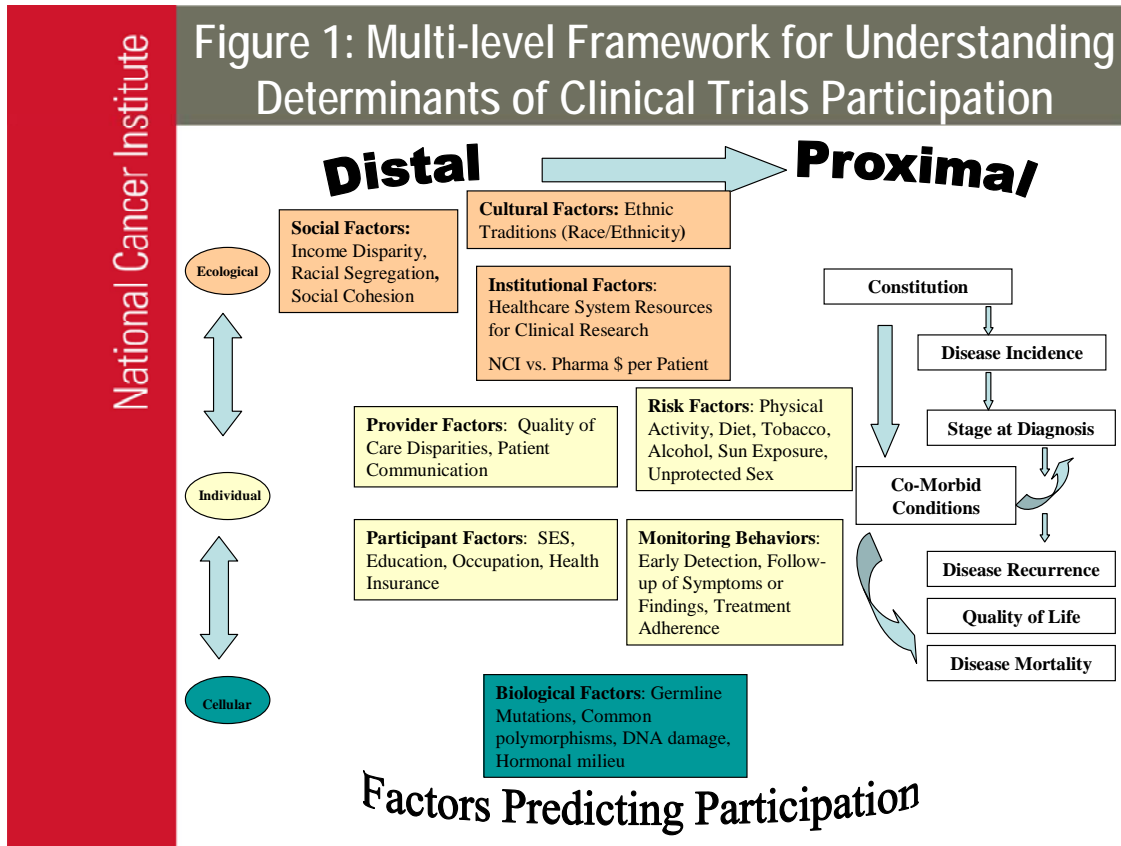 National Cancer Institute
Figure 1: Multi-level Framework for Understanding
Determinants of Clinical Trials Participation
Distal
Proximal
Ecological
Individual
Cellular
Social Factors:
Income Disparity,
Racial Segregation,
Social Cohesion
Cultural Factors: Ethnic
Traditions (Race/Ethnicity)
Institutional Factors:
Healthcare System Resources
for Clinical Research
NCI vs. Pharma $ per Patient
Provider Factors: Quality of
Care Disparities, Patient
Communication
Risk Factors: Physical
Activity, Diet, Tobacco,
Alcohol, Sun Exposure,
Unprotected Sex
Participant Factors: SES,
Education, Occupation, Health
Insurance
Monitoring Behaviors:
Early Detection, Follow-
up of Symptoms or
Findings, Treatment
Adherence
Biological Factors: Germline
Mutations, Common
polymorphisms, DNA damage,
Hormonal milieu
Constitution
Disease Incidence
Stage at Diagnosis
Co-Morbid
Conditions
Disease Recurrence
Quality of Life
Disease Mortality
Factors Predicting Participation